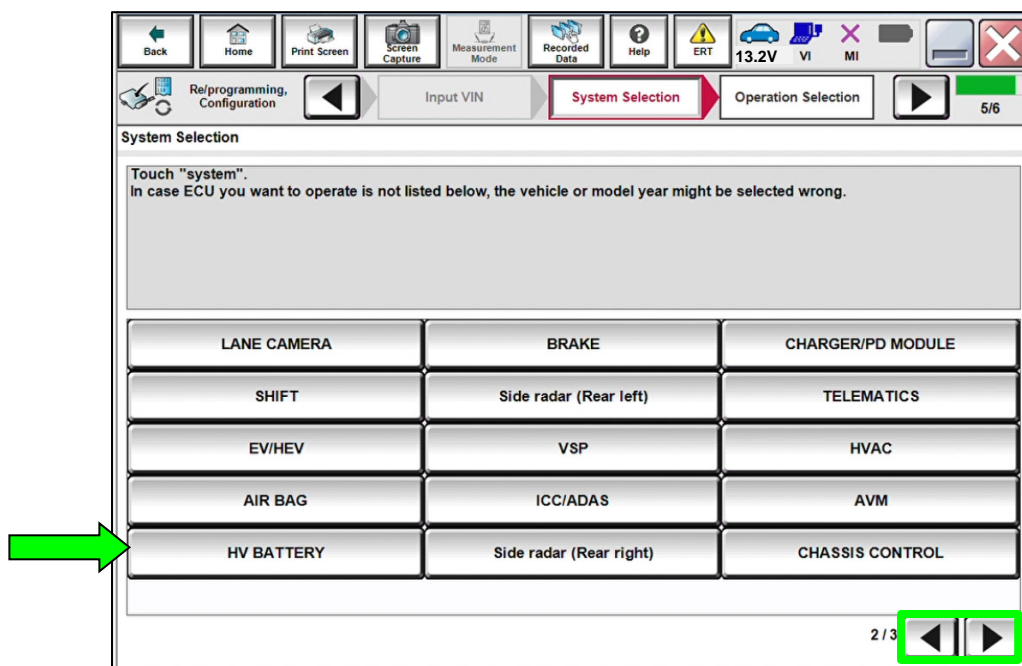 Back
Home
Print Screen
Screen
Capture
Measurement
Mode
Recorded
Data
Help
ERT
13.2V
VI
MI
Re/programming,
Configuration
Input VIN
System Selection
Operation Selection
5/6
System Selection
Touch "system".
In case ECU you want to operate is not listed below, the vehicle or model year might be selected wrong.
LANE CAMERA
BRAKE
CHARGER/PD MODULE
SHIFT
Side radar (Rear left)
TELEMATICS
EV/HEV
VSP
HVAC
AIR BAG
ICC/ADAS
AVM
HV BATTERY
Side radar (Rear right)
CHASSIS CONTROL
2 / 3